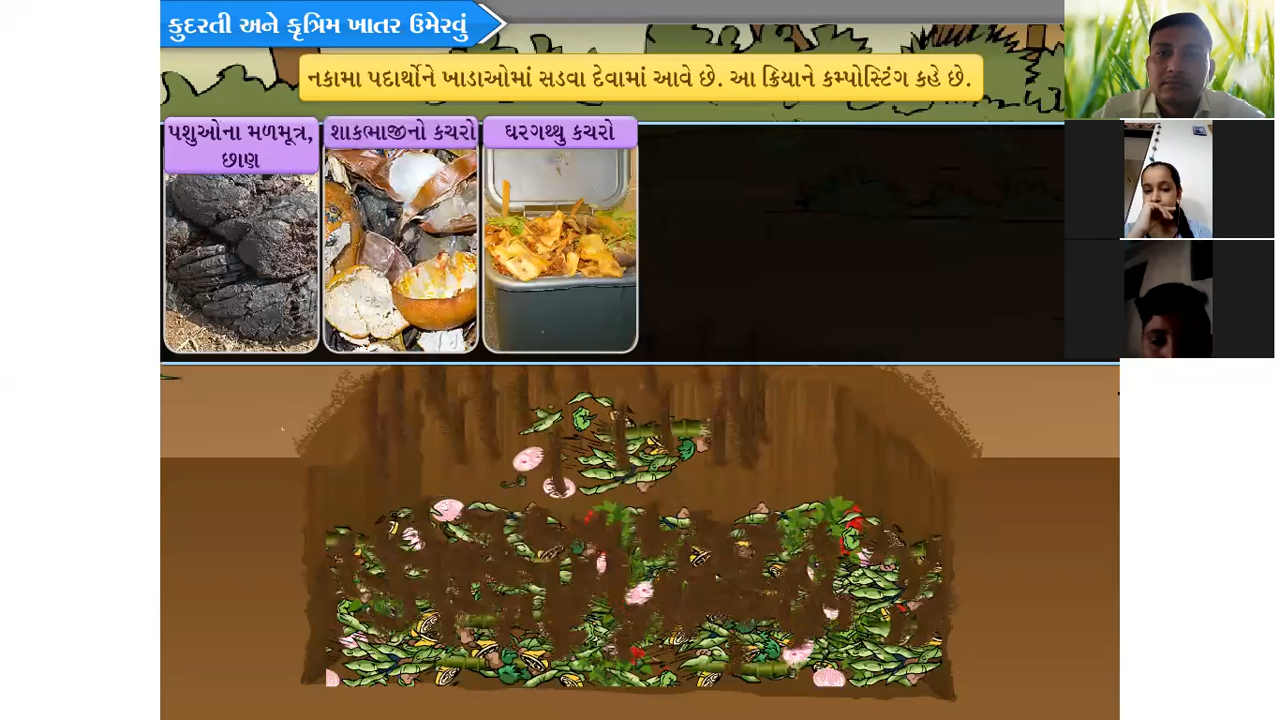 કુદરતી અને કૃત્રિમ ખાતર ઉમેરવું
નકામા પદાર્થોને ખાડાઓમાં સડવા દેવામાં આવે છે. આ ક્રિયાને કમ્પોસ્ટિંગ કહે છે.
પશુઓના મળમૂત્ર,
છાણ
શાકભાજીનો કચરો
ઘરગથ્થુ કચરો